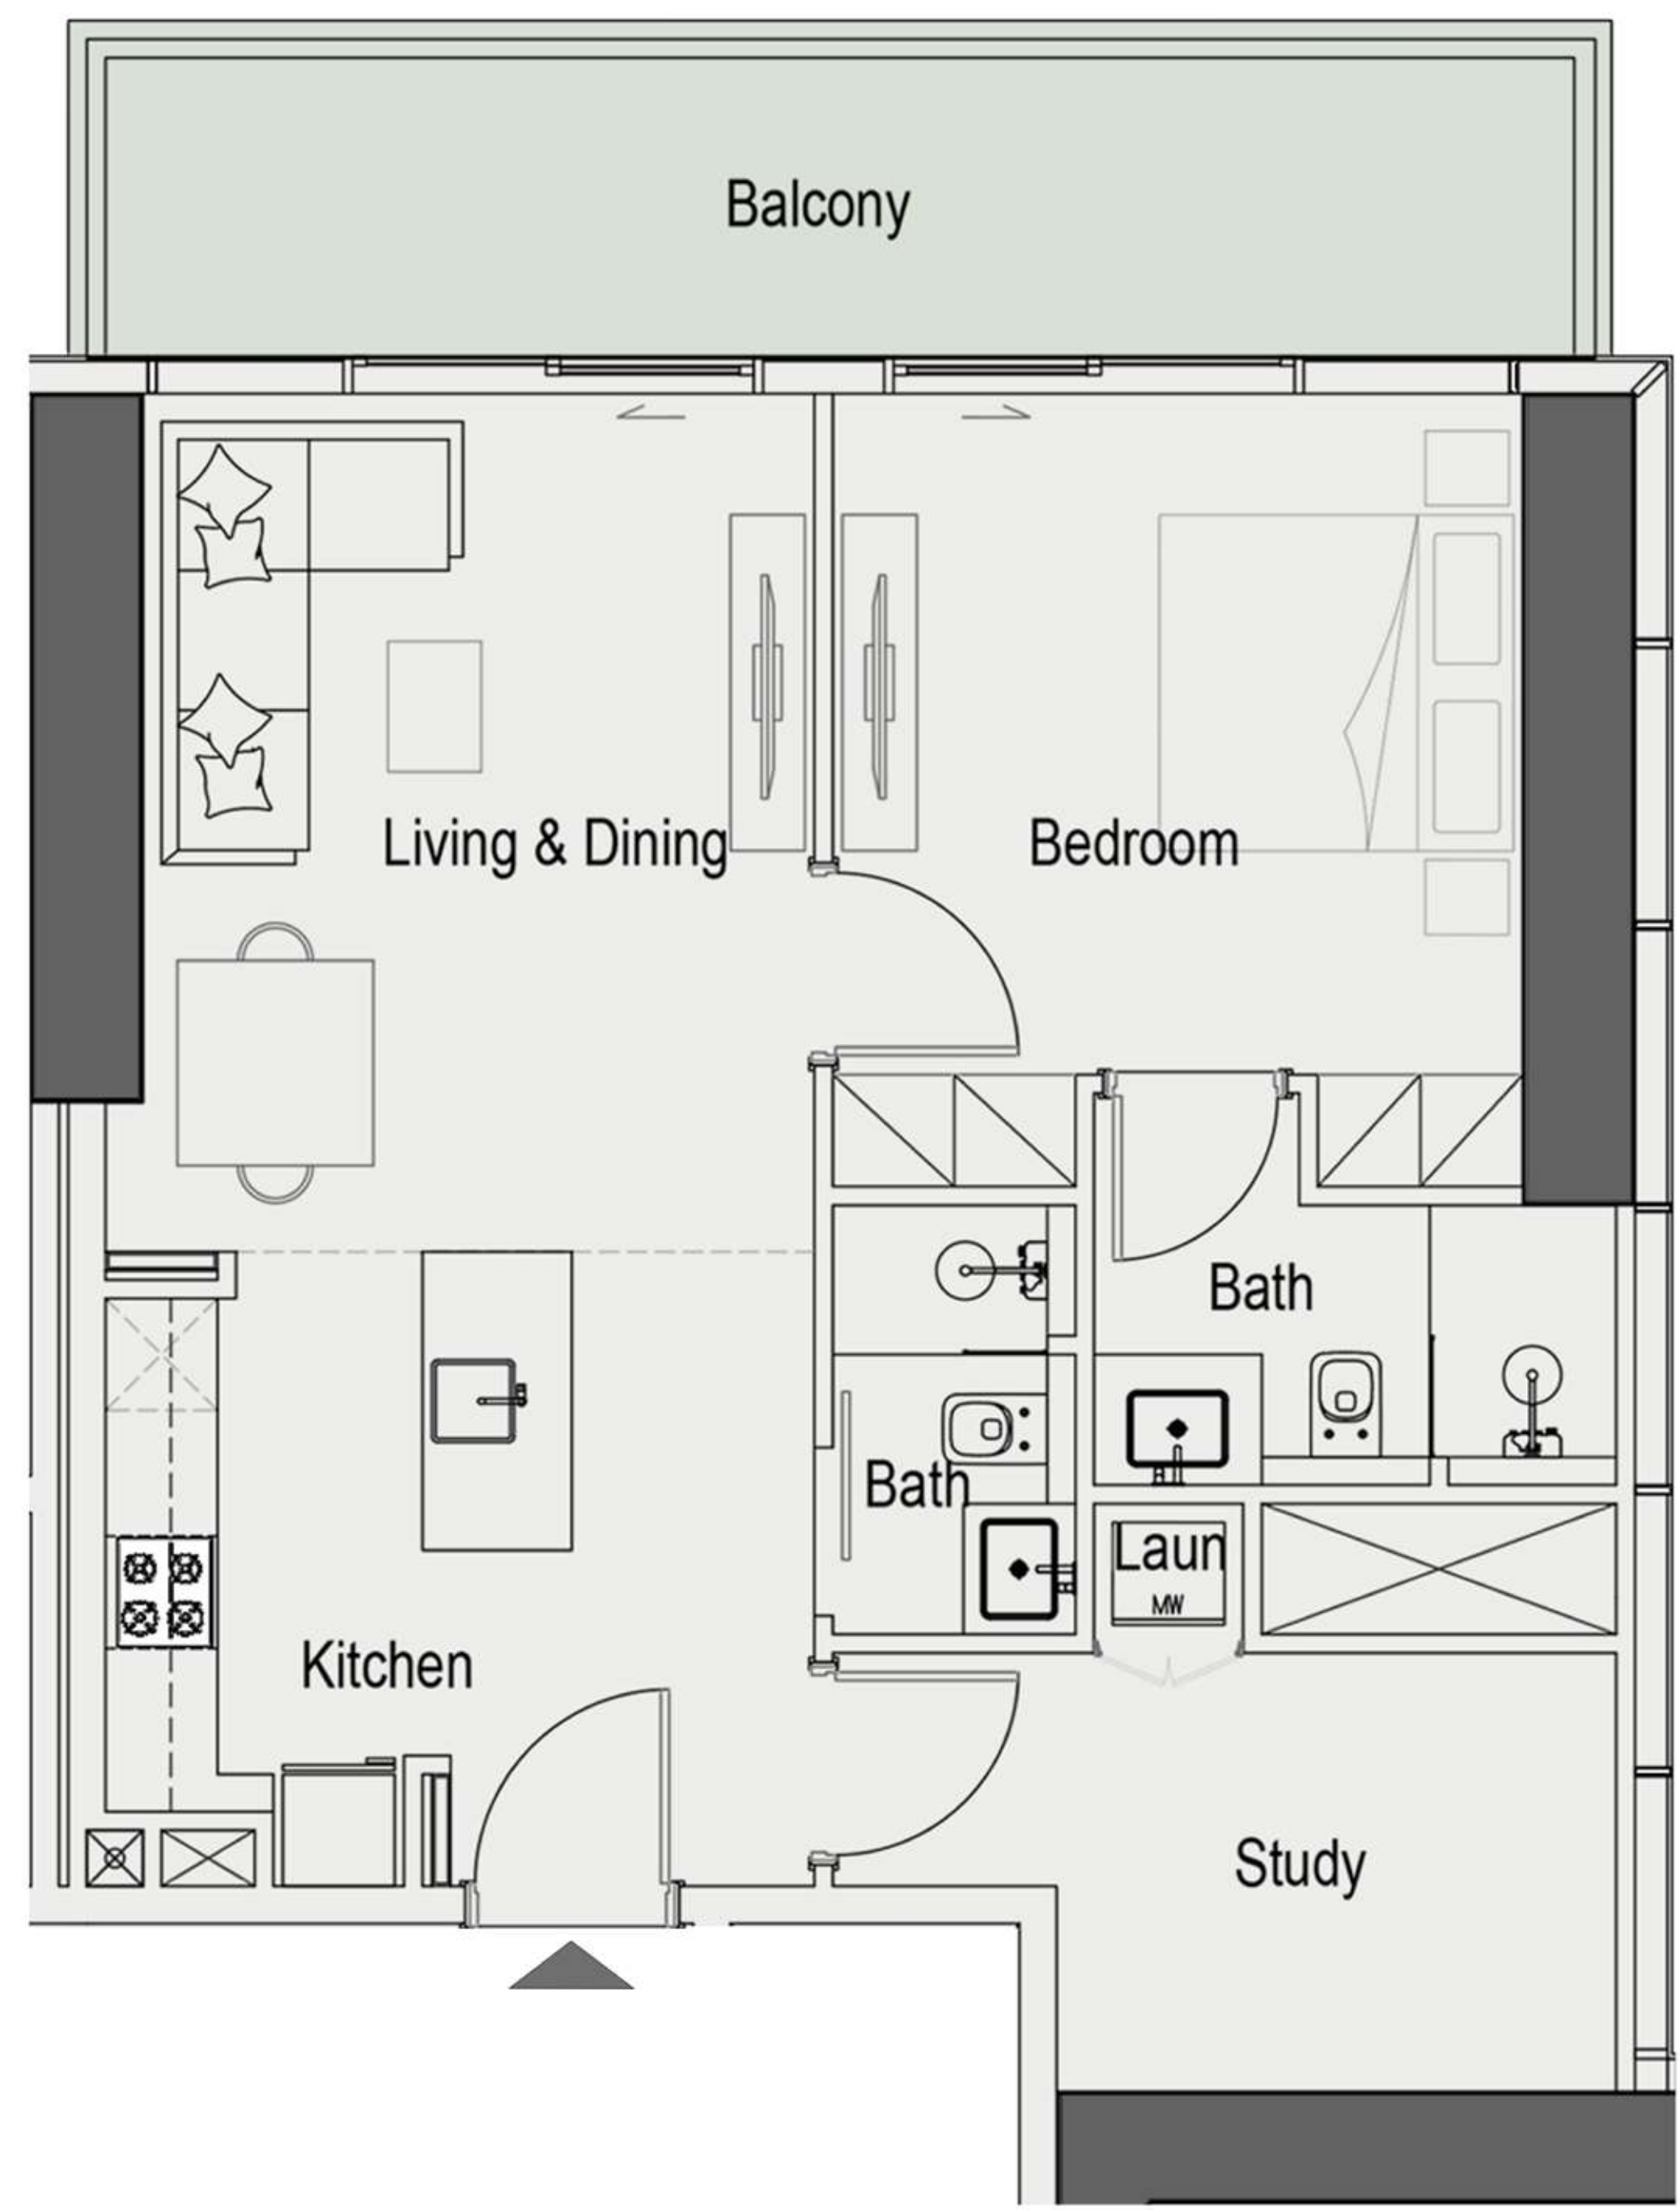 Balcony
Living & Dining
Bedroom
Bath
Bath
Laun
MW
Kitchen
Study